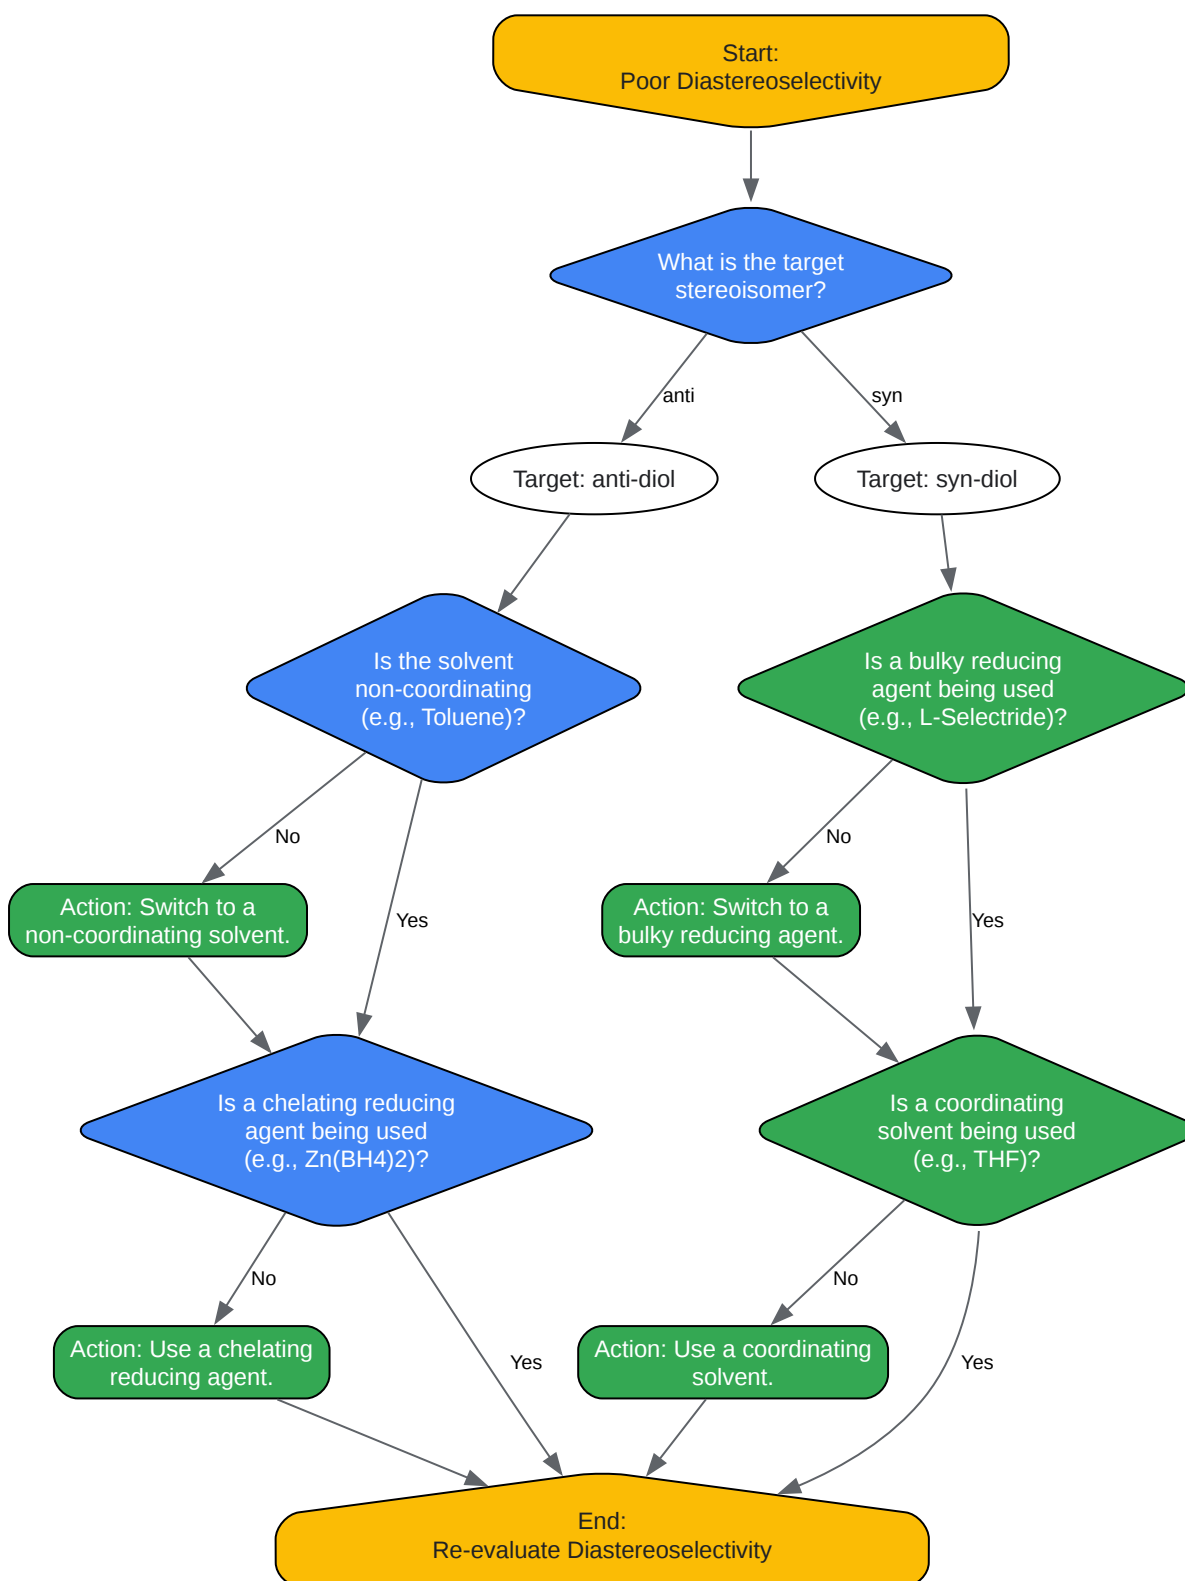 Start:
Poor Diastereoselectivity
What is the target
stereoisomer?
anti
syn
Target: anti-diol
Target: syn-diol
Is the solvent
non-coordinating
(e.g., Toluene)?
Is a bulky reducing
agent being used
(e.g., L-Selectride)?
No
Yes
No
Yes
Action: Switch to a
non-coordinating solvent.
Action: Switch to a
bulky reducing agent.
Is a chelating reducing
agent being used
(e.g., Zn(BH4)2)?
Is a coordinating
solvent being used
(e.g., THF)?
No
Yes
No
Yes
Action: Use a chelating
reducing agent.
Action: Use a coordinating
solvent.
End:
Re-evaluate Diastereoselectivity